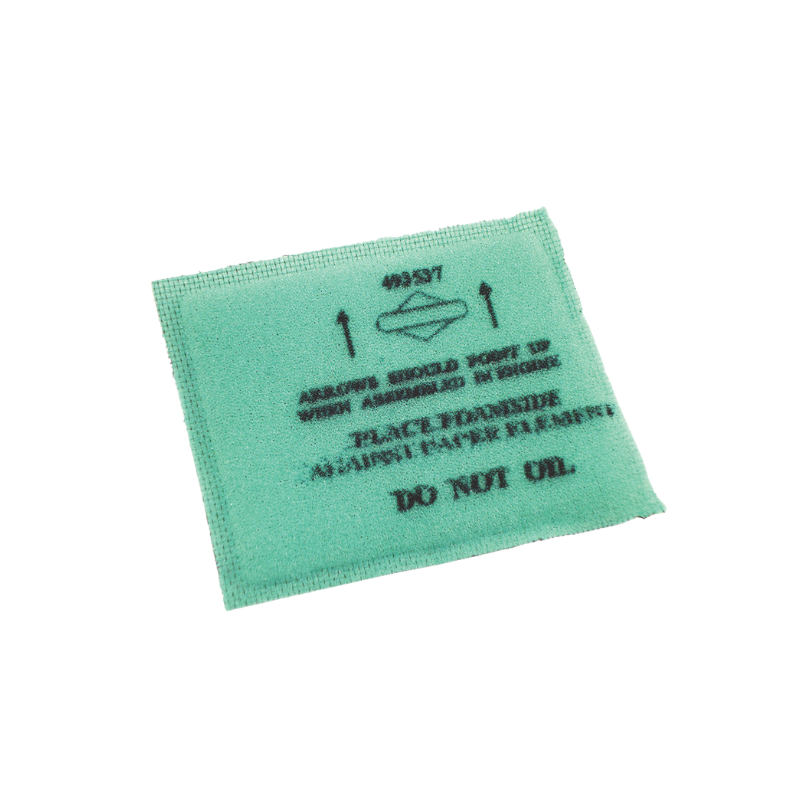 493537
ARROWS SHOULD POINT UP
WHEN ASSEMBLED IN ENGINE
PLACE FOAM SIDE
AGAINST PAPER ELEMENT
DO NOT OIL